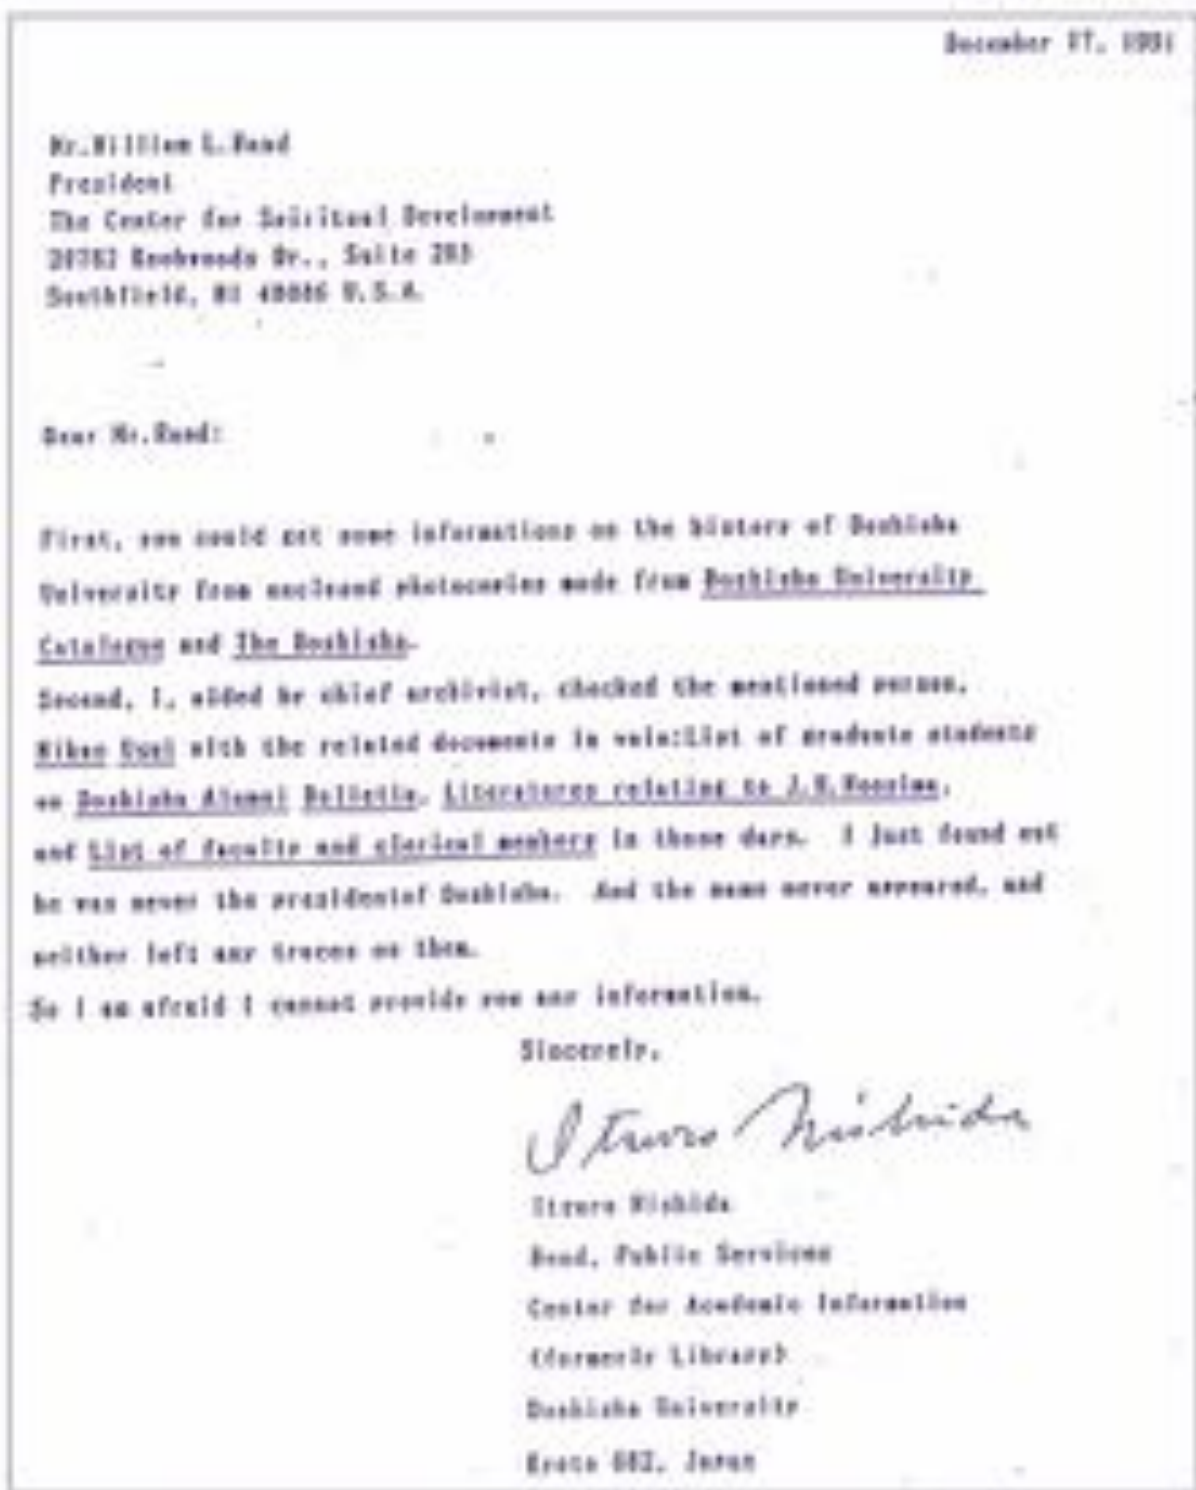 December 17, 1991
Mr.William L.Rand
President
The Center for Spiritual Development
Dr., Suite 203
Southfield, MI U.S.A.
Dear Mr.Rand:
First, you could get some informations on the history of Doshisha
University from enclosed photocopies made from Doshisha University
Catalogue and The Doshisha.
Second, I, aided by chief archivist, checked the mentioned person,
Mikao Usui with the related documents in vain:List of graduate students
on Doshisha Alumni Bulletin, Literatures relating to J.H.Neesima,
and List of faculty and clerical members in those days. I just found out
he was never the presidentof Doshisha. And the name never appeared, and
neither left any traces on them.
So I am afraid I cannot provide you any information.
Sincerely,
Nishida
Nishida
Head, Public Services
Center for Academic Information
(formerly Library)
Doshisha University
Kyoto 602, Japan